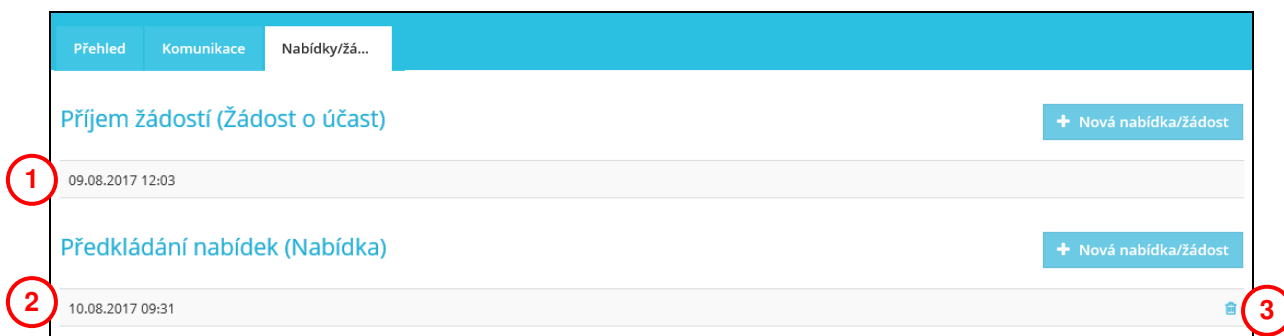 Přehled Komunikace Nabídky/žá...
Příjem žádostí (Žádost o účast) + Nová nabídka/žádost
1 09.08.2017 12:03
Předkládání nabídek (Nabídka) + Nová nabídka/žádost
2 10.08.2017 09:31 3